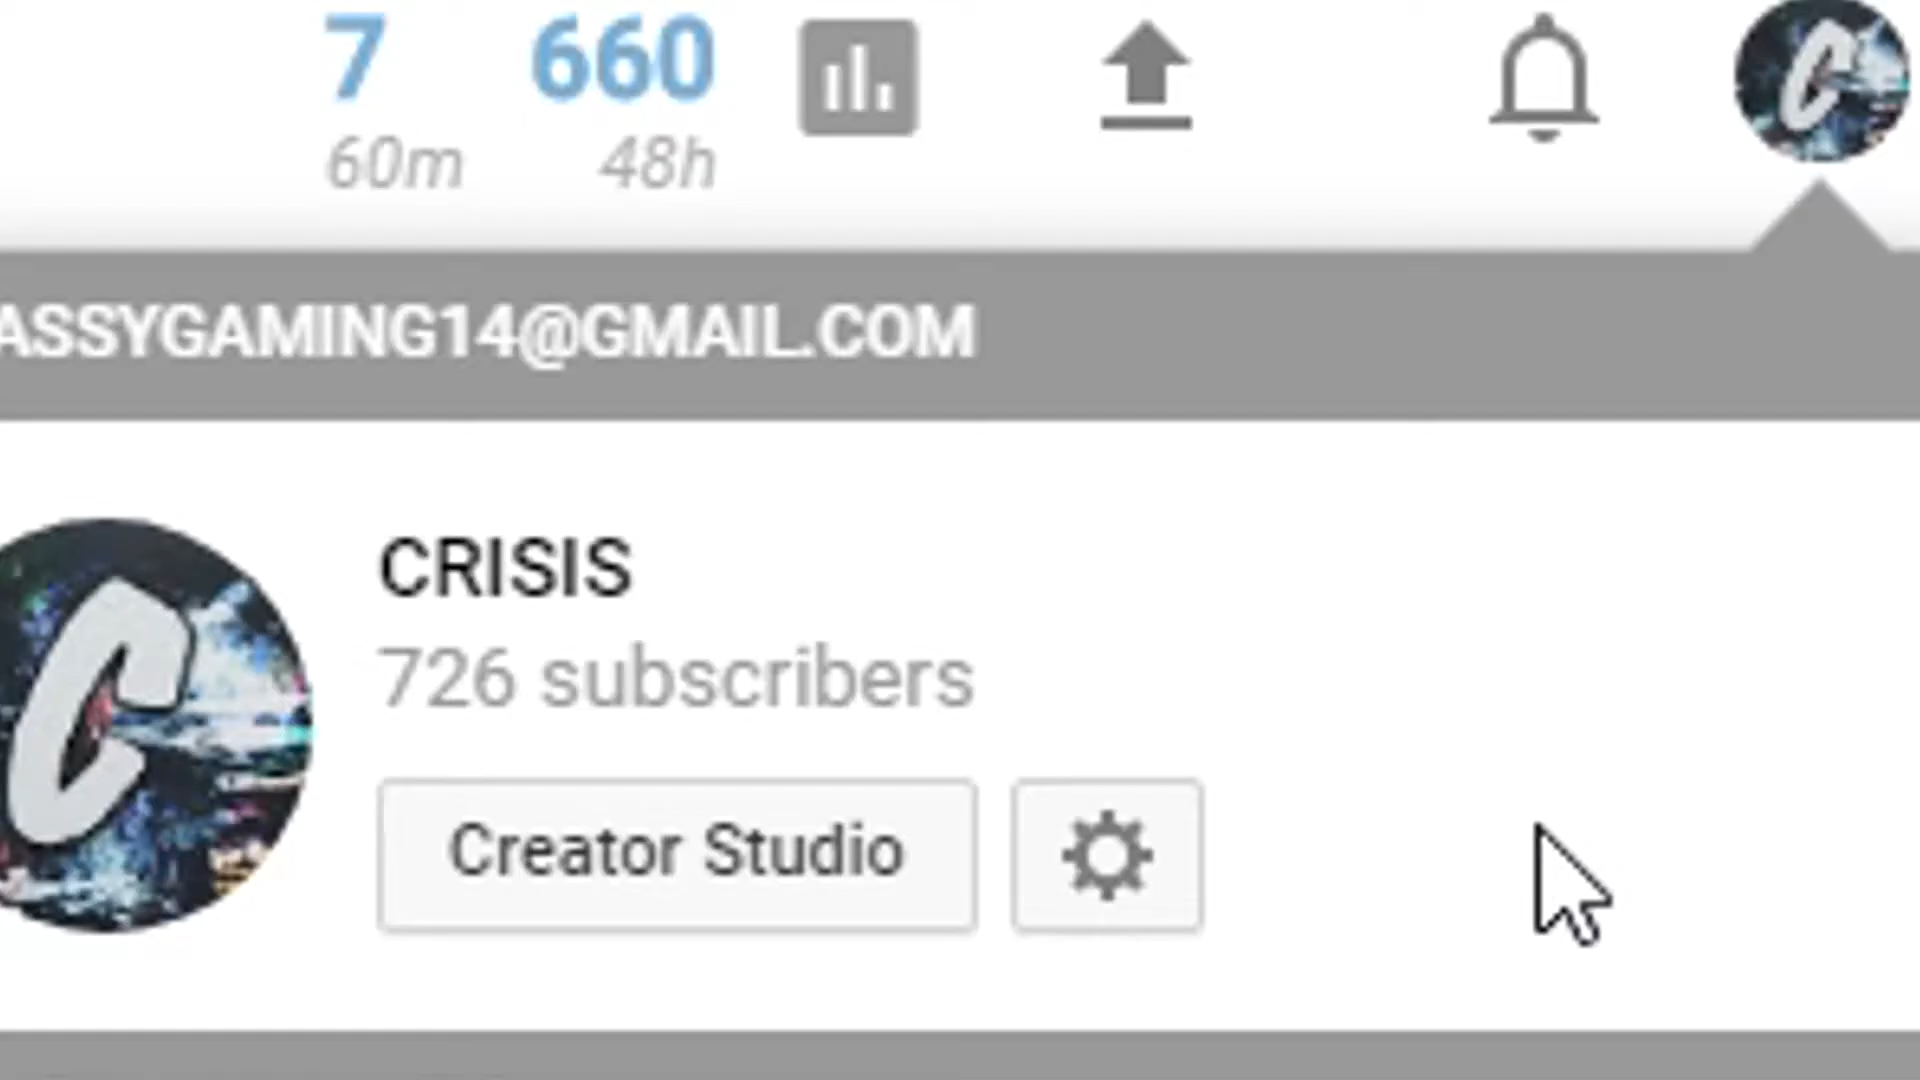 7 660
60m 48h
ASSYGAMING14@GMAIL.COM
C
CRISIS
726 subscribers
C
Creator Studio